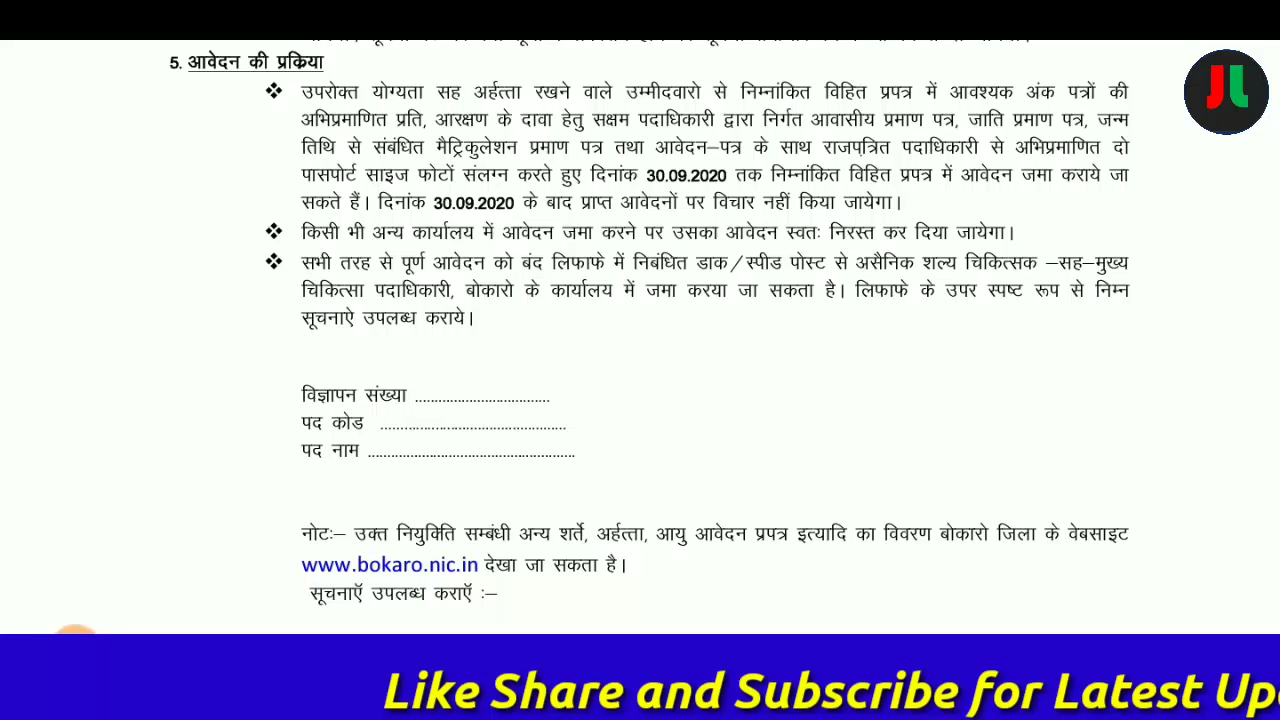 5. आवेदन की प्रकिया
❖ उपरोक्त योग्यता सह अर्हत्ता रखने वाले उम्मीदवारो से निम्नांकित विहित प्रपत्र में आवश्यक अंक पत्रों की
अभिप्रमाणित प्रति, आरक्षण के दावा हेतु सक्षम पदाधिकारी द्वारा निर्गत आवासीय प्रमाण पत्र, जाति प्रमाण पत्र, जन्म
तिथि से संबंधित मैट्रिकुलेशन प्रमाण पत्र तथा आवेदन–पत्र के साथ राजपत्रित पदाधिकारी से अभिप्रमाणित दो
पासपोर्ट साइज फोटों संलग्न करते हुए दिनांक 30.09.2020 तक निम्नांकित विहित प्रपत्र में आवेदन जमा कराये जा
सकते हैं। दिनांक 30.09.2020 के बाद प्राप्त आवेदनों पर विचार नहीं किया जायेगा।
❖ किसी भी अन्य कार्यालय में आवेदन जमा करने पर उसका आवेदन स्वतः निरस्त कर दिया जायेगा।
❖ सभी तरह से पूर्ण आवेदन को बंद लिफाफे में निबंधित डाक/स्पीड पोस्ट से असैनिक शल्य चिकित्सक –सह–मुख्य
चिकित्सा पदाधिकारी, बोकारो के कार्यालय में जमा करया जा सकता है। लिफाफे के उपर स्पष्ट रूप से निम्न
सूचनाऐ उपलब्ध कराये।
विज्ञापन संख्या ..................................
पद कोड ................................................
पद नाम ......................................................
नोटः– उक्त नियुक्ति सम्बंधी अन्य शर्ते, अर्हत्ता, आयु आवेदन प्रपत्र इत्यादि का विवरण बोकारो जिला के वेबसाइट
www.bokaro.nic.in देखा जा सकता है।
सूचनाएॅ उपलब्ध कराएॅ :–
JL
Like Share and Subscribe for Latest Up